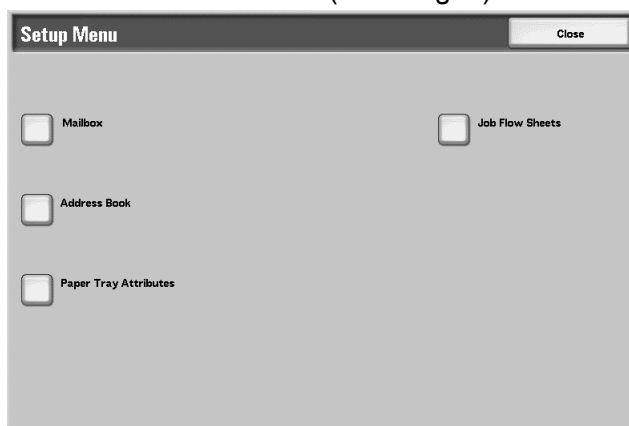 Setup Menu
Close
Mailbox
Job Flow Sheets
Address Book
Paper Tray Attributes